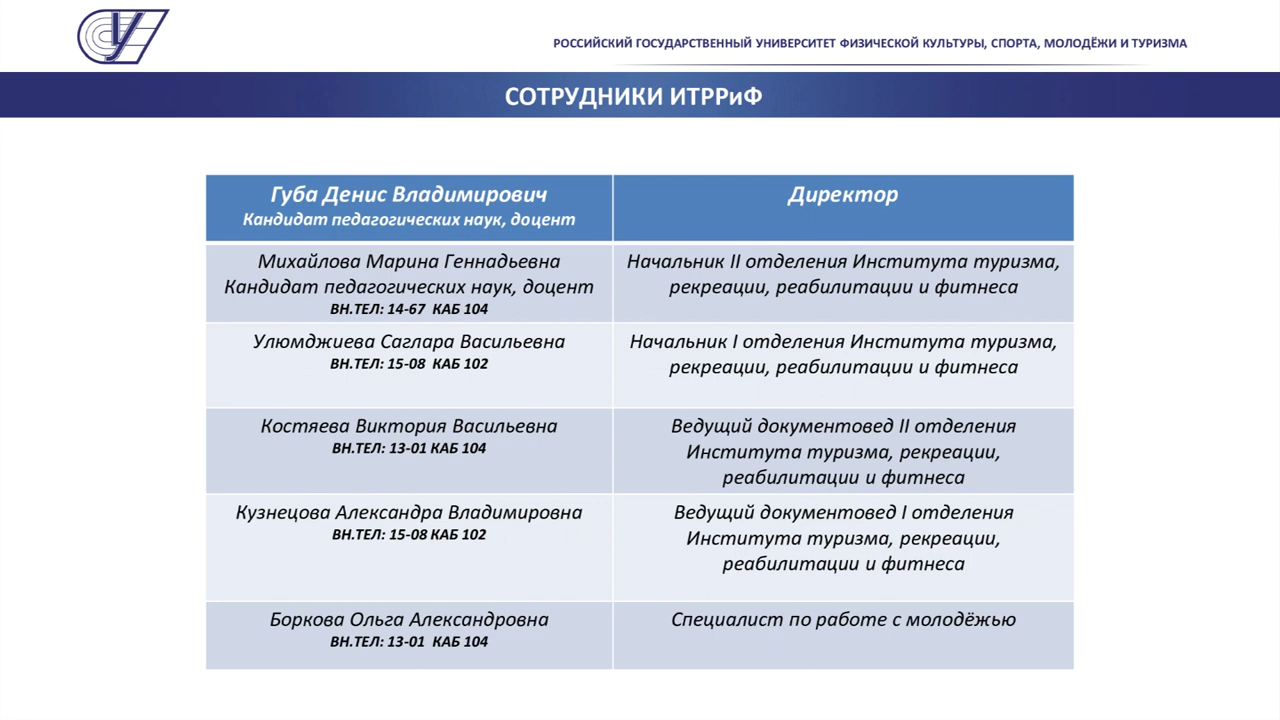 РОССИЙСКИЙ ГОСУДАРСТВЕННЫЙ УНИВЕРСИТЕТ ФИЗИЧЕСКОЙ КУЛЬТУРЫ, СПОРТА, МОЛОДЁЖИ И ТУРИЗМА
СОТРУДНИКИ ИТРРиФ
Губа Денис Владимирович
Кандидат педагогических наук, доцент
Директор
Михайлова Марина Геннадьевна
Кандидат педагогических наук, доцент
ВН.ТЕЛ: 14-67 КАБ 104
Начальник II отделения Института туризма,
рекреации, реабилитации и фитнеса
Улюмджиева Саглара Васильевна
ВН.ТЕЛ: 15-08 КАБ 102
Начальник I отделения Института туризма,
рекреации, реабилитации и фитнеса
Костяева Виктория Васильевна
ВН.ТЕЛ: 13-01 КАБ 104
Ведущий документовед II отделения
Института туризма, рекреации,
реабилитации и фитнеса
Кузнецова Александра Владимировна
ВН.ТЕЛ: 15-08 КАБ 102
Ведущий документовед I отделения
Института туризма, рекреации,
реабилитации и фитнеса
Боркова Ольга Александровна
ВН.ТЕЛ: 13-01 КАБ 104
Специалист по работе с молодёжью